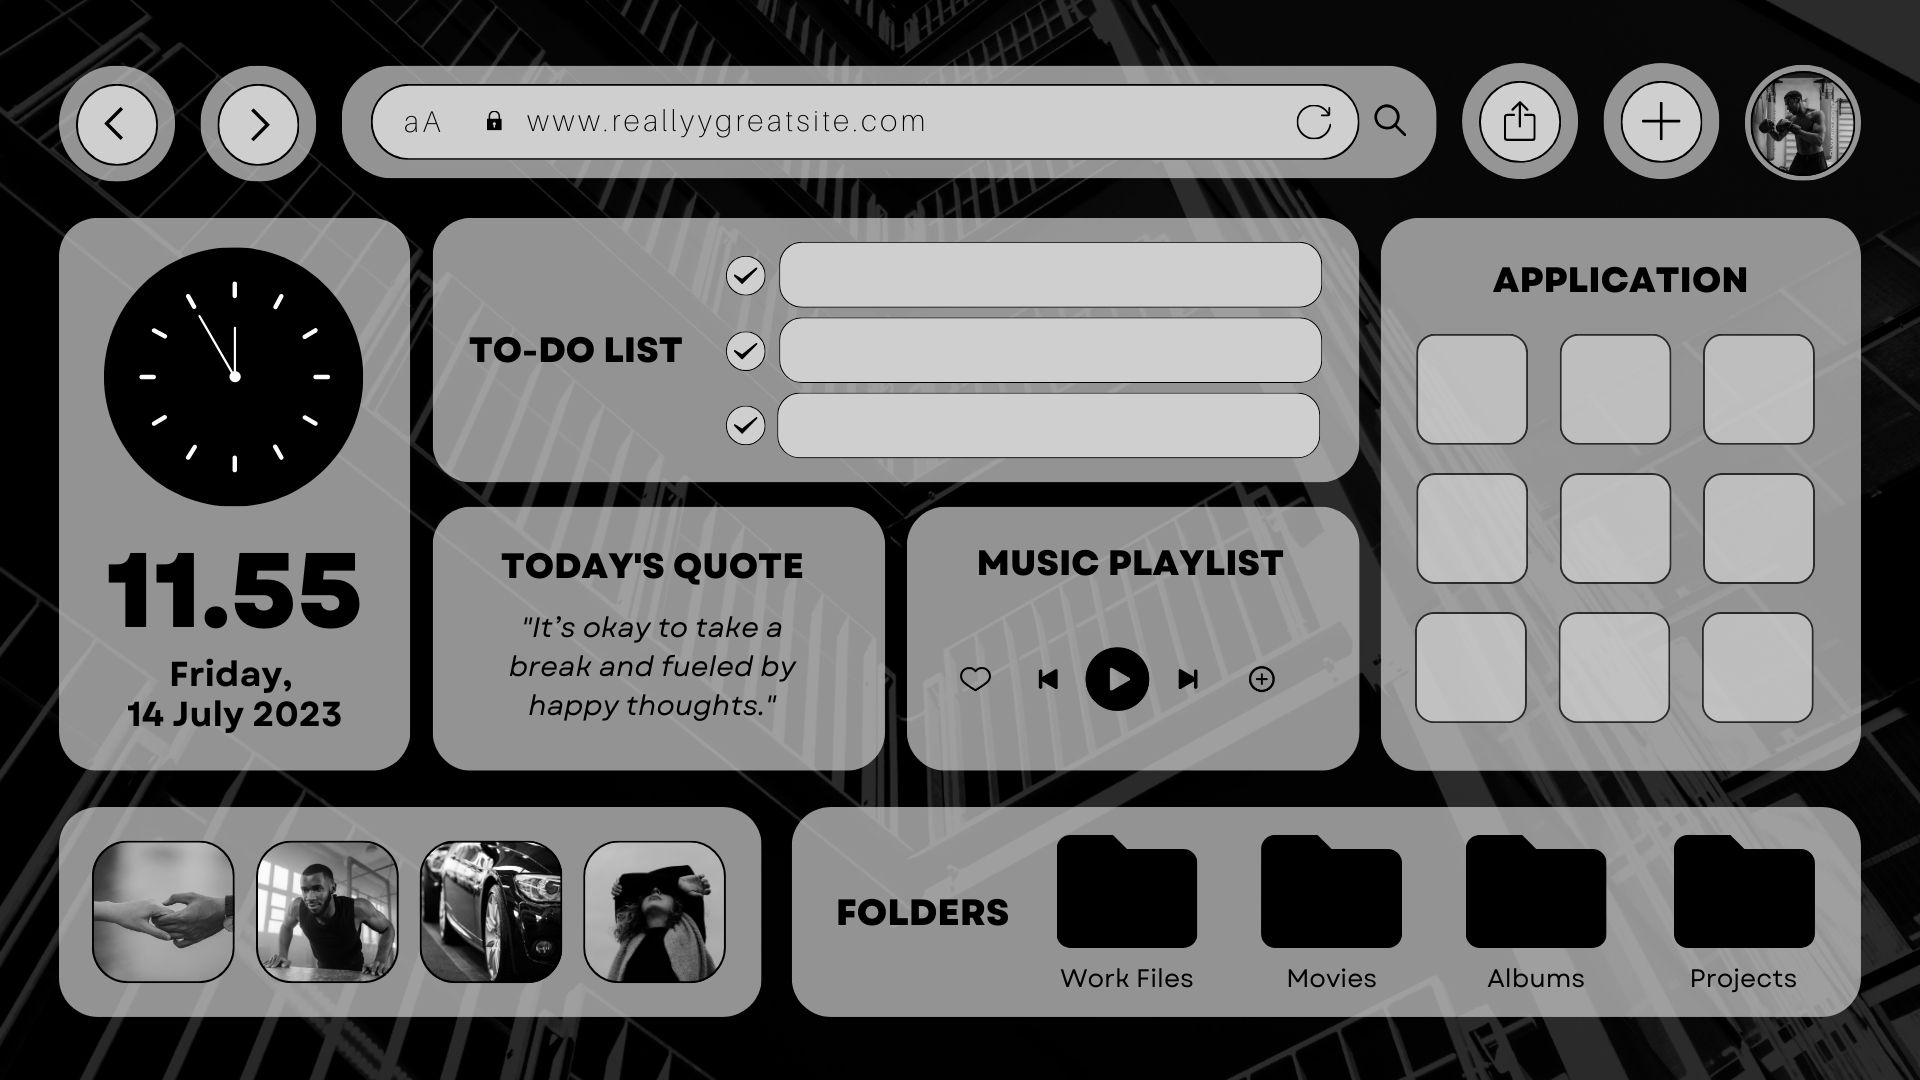 aA www.reallyygreatsite.com
11.55
Friday,
14 July 2023
TO-DO LIST
TODAY'S QUOTE
"It’s okay to take a
break and fueled by
happy thoughts."
MUSIC PLAYLIST
APPLICATION
FOLDERS
Work Files
Movies
Albums
Projects